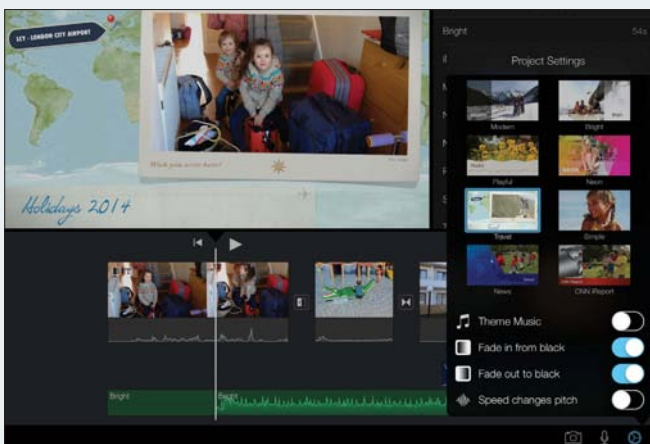 LCY - LONDON CITY AIRPORT
Wish you were here!
Holidays 2014
Bright
54s
Project Settings
Modern
Bright
Playful
Neon
Travel
Simple
News
CNN iReport
Theme Music
Fade in from black
Fade out to black
Speed changes pitch
Bright
Bright